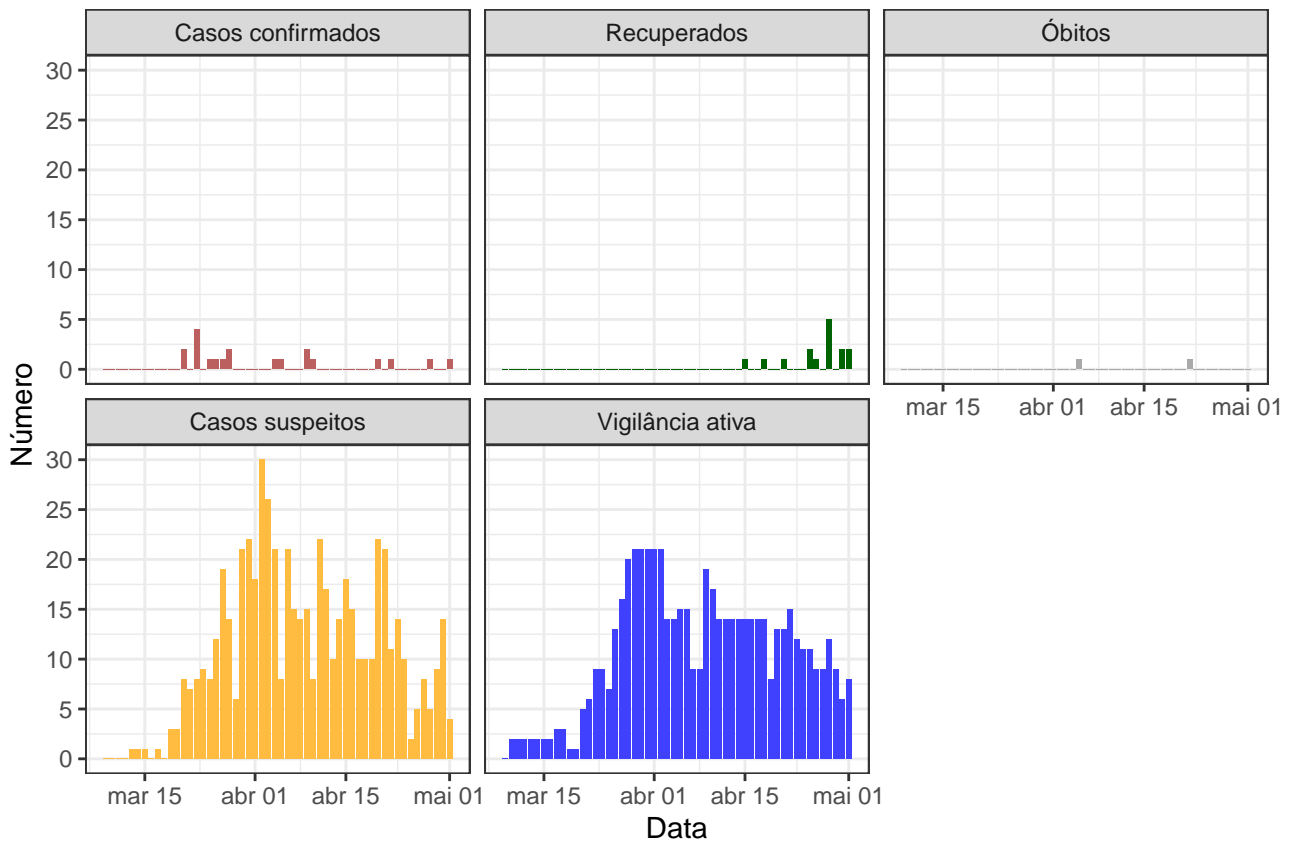 Casos confirmados
Recuperados
Óbitos
30
25
20
15
10
5
0
mar 15
abr 01
abr 15
mai 01
Número
Casos suspeitos
Vigilância ativa
30
25
20
15
10
5
0
mar 15
abr 01
abr 15
mai 01
mar 15
abr 01
abr 15
mai 01
Data